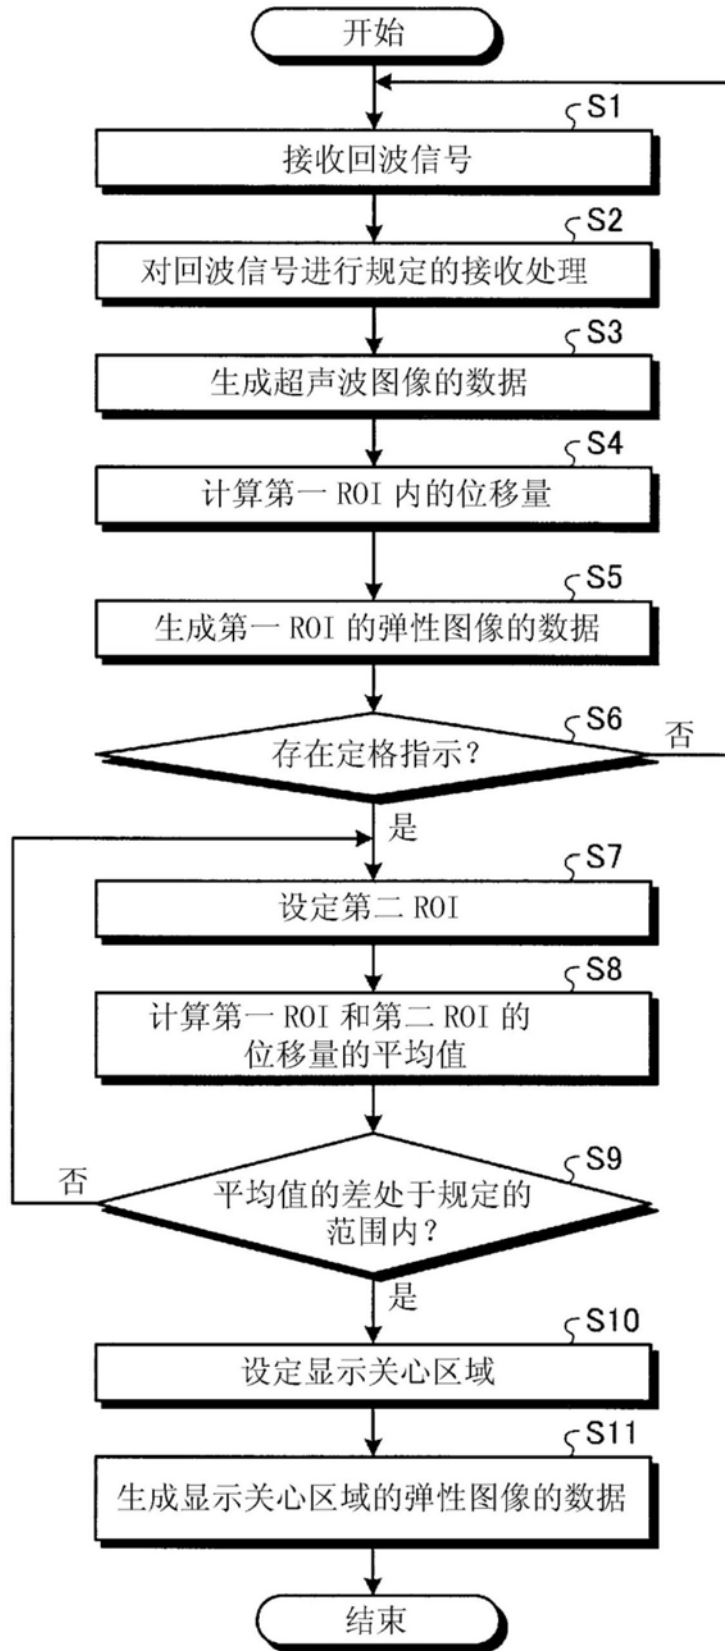 开始
S1
接收回波信号
S2
对回波信号进行规定的接收处理
S3
生成超声波图像的数据
S4
计算第一 ROI 内的位移量
S5
生成第一 ROI 的弹性图像的数据
S6
存在定格指示?
否
是
S7
设定第二 ROI
S8
计算第一 ROI 和第二 ROI 的
位移量的平均值
S9
否
平均值的差处于规定的
范围内?
是
S10
设定显示关心区域
S11
生成显示关心区域的弹性图像的数据
结束